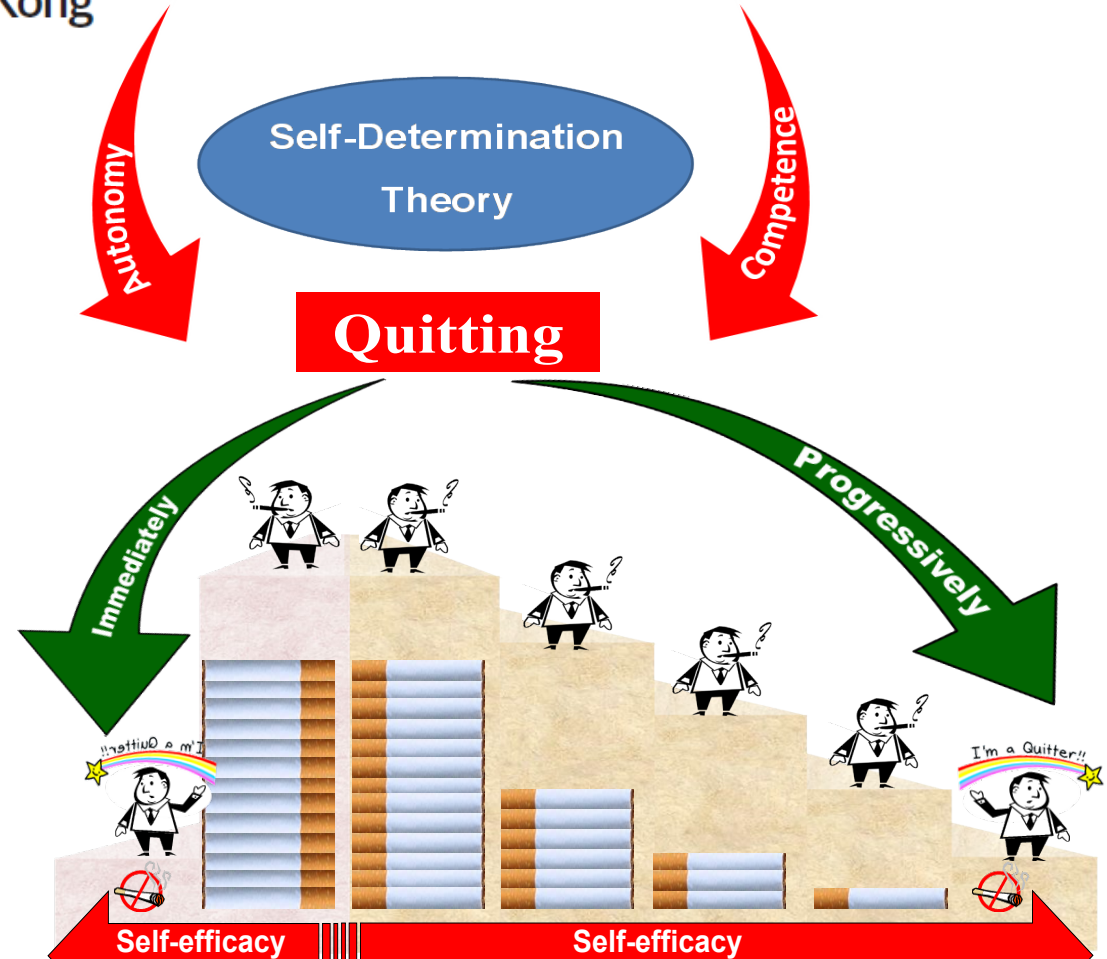 Kong
Self-Determination
Theory
Autonomy
Competence
Quitting
Immediately
Progressively
I'm a Quitter!!
I'm a Quitter!!
Self-efficacy
Self-efficacy